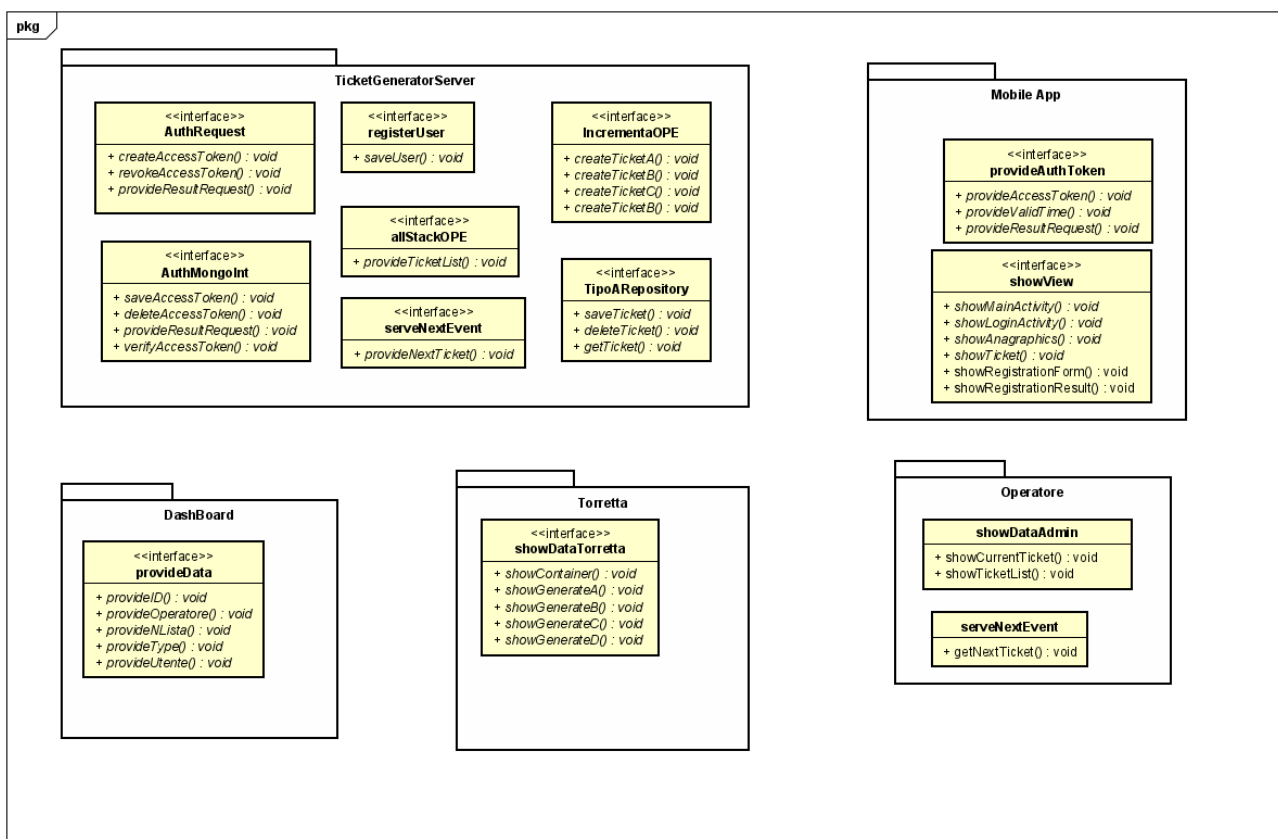 pkg
TicketGeneratorServer
<<interface>>
AuthRequest
+ createAccessToken() : void
+ revokeAccessToken() : void
+ provideResultRequest() : void
<<interface>>
registerUser
+ saveUser() : void
<<interface>>
IncrementaOPE
+ createTicketA() : void
+ createTicketB() : void
+ createTicketC() : void
+ createTicketB() : void
<<interface>>
allStackOPE
+ provideTicketList() : void
<<interface>>
AuthMongoInt
+ saveAccessToken() : void
+ deleteAccessToken() : void
+ provideResultRequest() : void
+ verifyAccessToken() : void
<<interface>>
serveNextEvent
+ provideNextTicket() : void
<<interface>>
TipoARepository
+ saveTicket() : void
+ deleteTicket() : void
+ getTicket() : void
Mobile App
<<interface>>
provideAuthToken
+ provideAccessToken() : void
+ provideValidTime() : void
+ provideResultRequest() : void
<<interface>>
showView
+ showMainActivity() : void
+ showLoginActivity() : void
+ showAnagraphics() : void
+ showTicket() : void
+ showRegistrationForm() : void
+ showRegistrationResult() : void
DashBoard
<<interface>>
provideData
+ provideID() : void
+ provideOperatore() : void
+ provideNLista() : void
+ provideType() : void
+ provideUtente() : void
Torretta
<<interface>>
showDataTorretta
+ showContainer() : void
+ showGenerateA() : void
+ showGenerateB() : void
+ showGenerateC() : void
+ showGenerateD() : void
Operatore
showDataAdmin
+ showCurrentTicket() : void
+ showTicketList() : void
serveNextEvent
+ getNextTicket() : void